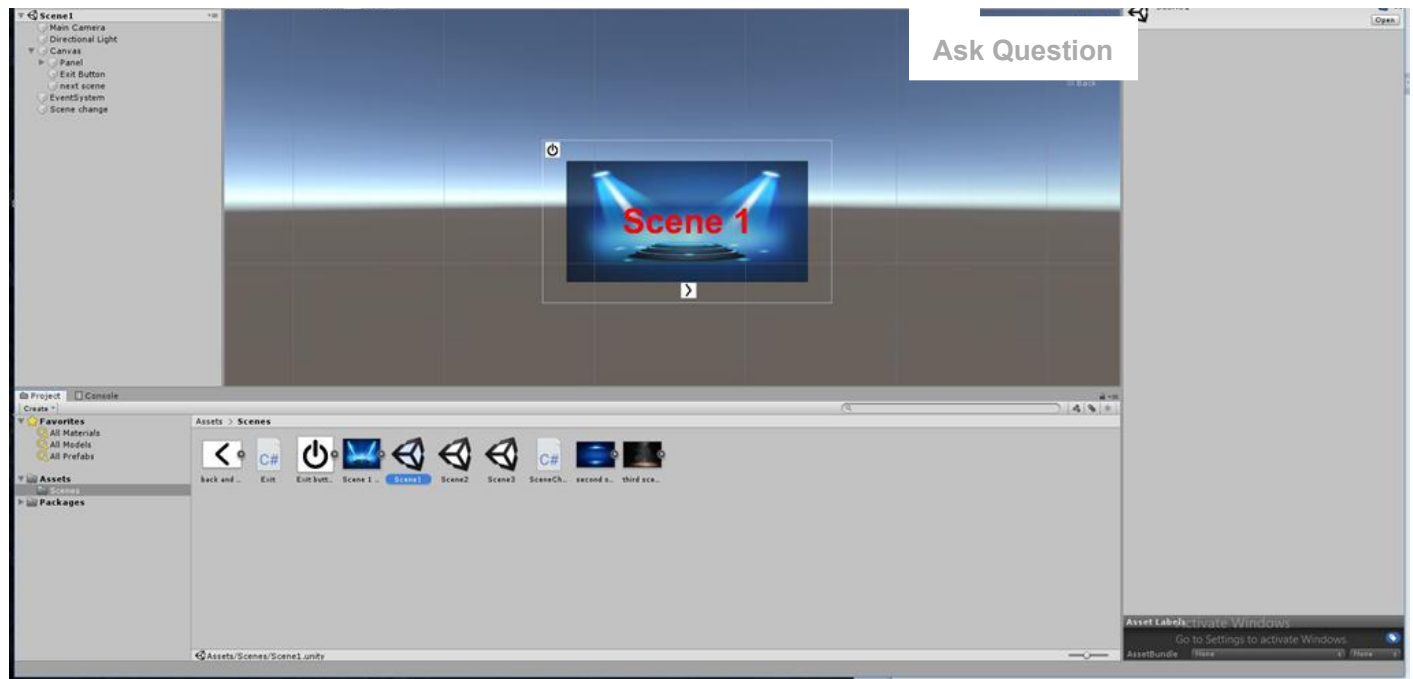 Scene1
Main Camera
Directional Light
Canvas
Panel
Exit Button
next scene
EventSystem
Scene change
Ask Question
Back
Open
Scene 1
Project Console
Create
Favorites
All Materials
All Models
All Prefabs
Assets
Scenes
Packages
Assets > Scenes
back and ...
C#
Exit
Exit butt...
Scene 1 ...
Scene1
Scene2
Scene3
C#
SceneCh...
second s...
third sce...
Assets/Scenes/Scene1.unity
Asset Labels
Activate Windows
Go to Settings to activate Windows.
AssetBundle None None